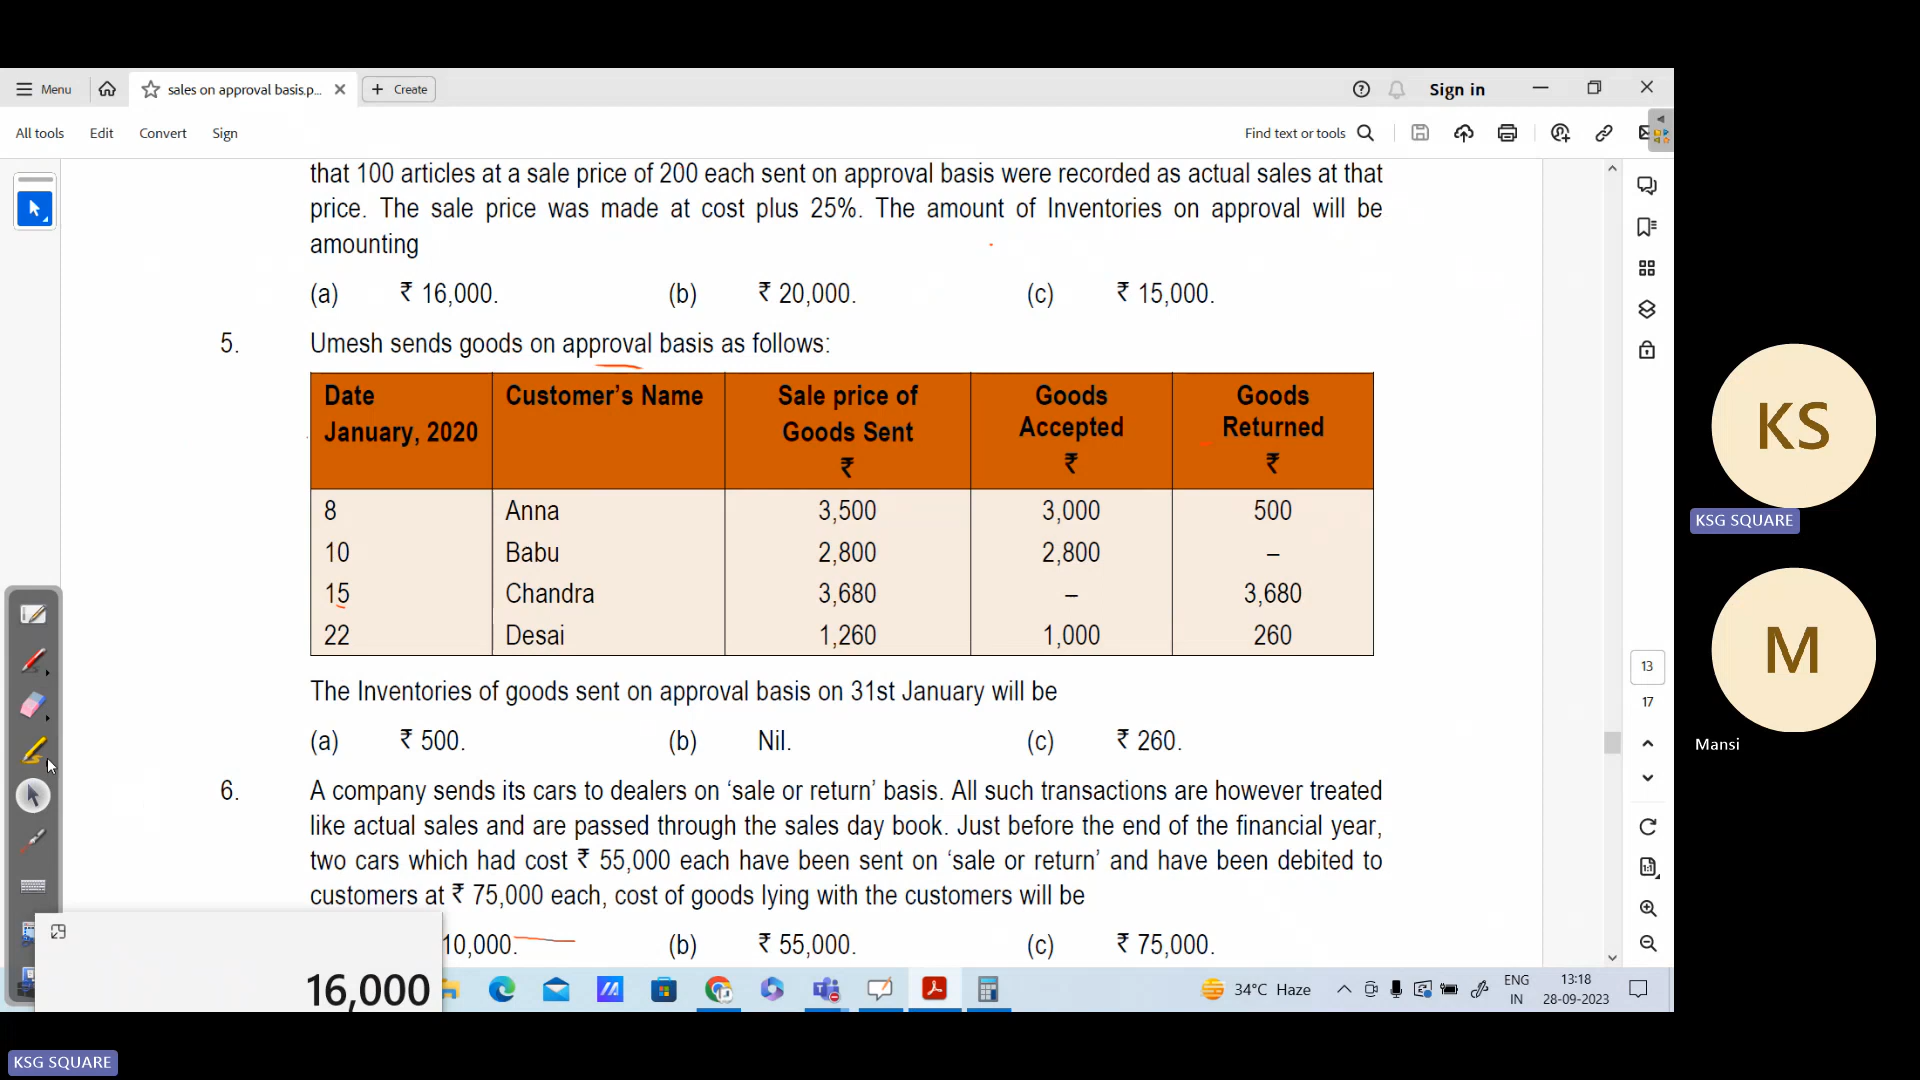 Menu
sales on approval basis.p...
Create
Sign in
All tools
Edit
Convert
Sign
Find text or tools
that 100 articles at a sale price of 200 each sent on approval basis were recorded as actual sales at that
price. The sale price was made at cost plus 25%. The amount of Inventories on approval will be
amounting
(a) ₹ 16,000. (b) ₹ 20,000. (c) ₹ 15,000.
5. Umesh sends goods on approval basis as follows:
Date January, 2020 Customer's Name Sale price of Goods Sent ₹ Goods Accepted ₹ Goods Returned ₹
8 Anna 3,500 3,000 500
10 Babu 2,800 2,800 –
15 Chandra 3,680 – 3,680
22 Desai 1,260 1,000 260
The Inventories of goods sent on approval basis on 31st January will be
(a) ₹ 500. (b) Nil. (c) ₹ 260.
6. A company sends its cars to dealers on 'sale or return' basis. All such transactions are however treated
like actual sales and are passed through the sales day book. Just before the end of the financial year,
two cars which had cost ₹ 55,000 each have been sent on 'sale or return' and have been debited to
customers at ₹ 75,000 each, cost of goods lying with the customers will be
10,000. (b) ₹ 55,000. (c) ₹ 75,000.
16,000
13
17
34°C Haze
ENG
IN
13:18
28-09-2023
KS
KSG SQUARE
M
Mansi
KSG SQUARE